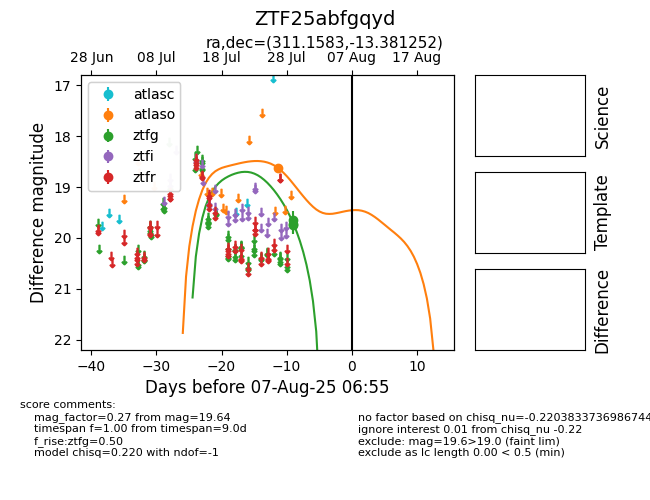 ZTF25abfgqyd
ra,dec=(311.1583,-13.381252)
28 Jun 08 Jul 18 Jul 28 Jul 07 Aug 17 Aug
17
18
19
20
21
22
Difference magnitude
atlasc
atlaso
ztfg
ztfi
ztfr
−40 −30 −20 −10 0 10
Days before 07-Aug-25 06:55
Science
Template
Difference
score comments:
mag_factor=0.27 from mag=19.64
timespan f=1.00 from timespan=9.0d
f_rise:ztfg=0.50
model chisq=0.220 with ndof=-1
no factor based on chisq_nu=-0.2203833736986744
ignore interest 0.01 from chisq_nu -0.22
exclude: mag=19.6>19.0 (faint lim)
exclude as lc length 0.00 < 0.5 (min)